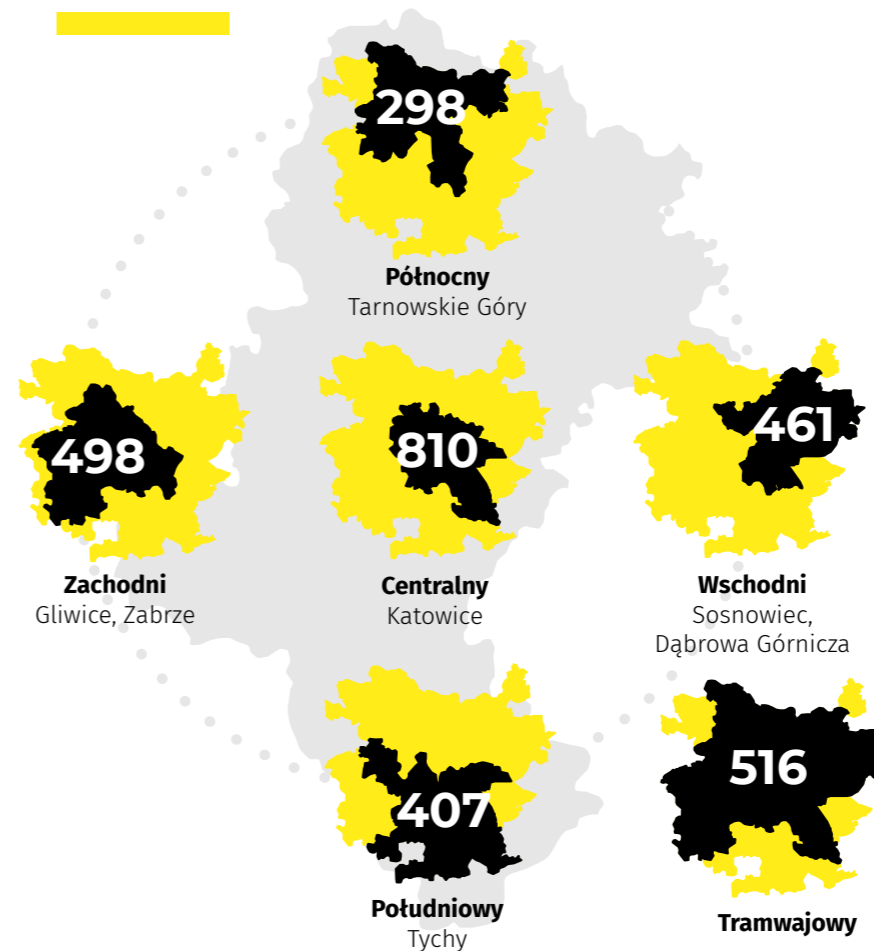 298
Północny
Tarnowskie Góry
498
Zachodni
Gliwice, Zabrze
810
Centralny
Katowice
461
Wschodni
Sosnowiec,
Dąbrowa Górnicza
407
Południowy
Tychy
516
Tramwajowy